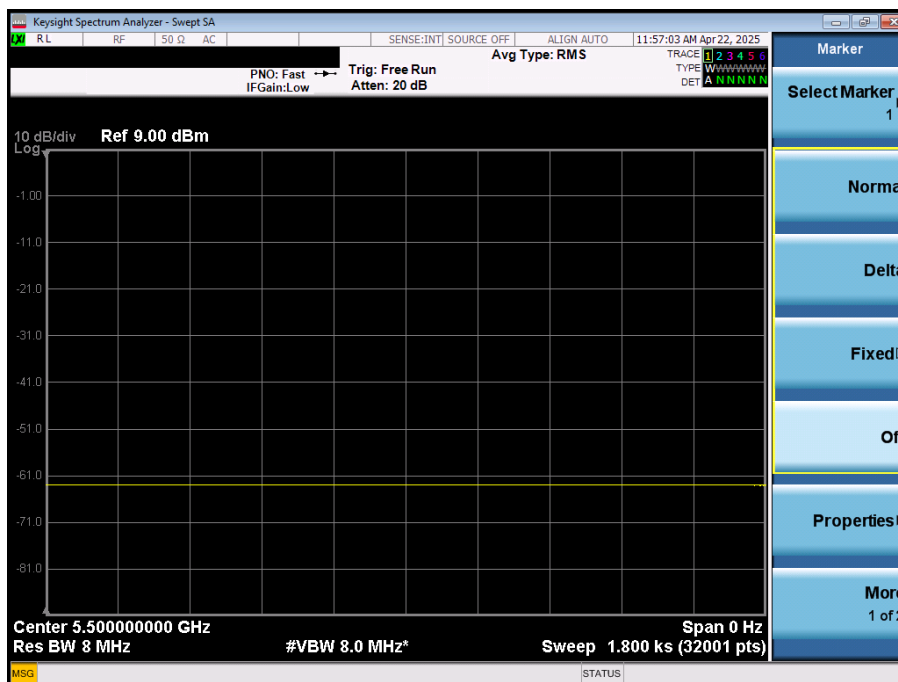 Keysight Spectrum Analyzer - Swept SA
LXI RL RF 50 Ω AC SENSE:INT SOURCE OFF ALIGN AUTO 11:57:03 AM Apr 22, 2025
Avg Type: RMS
TRACE 1 2 3 4 5 6
PNO: Fast Trig: Free Run
TYPE WWWWWW
IFGain:Low Atten: 20 dB
DET A N N N N N
10 dB/div Ref 9.00 dBm
Log
-1.00
-11.0
-21.0
-31.0
-41.0
-51.0
-61.0
-71.0
-81.0
Center 5.500000000 GHz Span 0 Hz
Res BW 8 MHz #VBW 8.0 MHz* Sweep 1.800 ks (32001 pts)
MSG STATUS
Marker
Select Marker
1
Norma
Delta
Fixed
Of
Properties
More
1 of 2